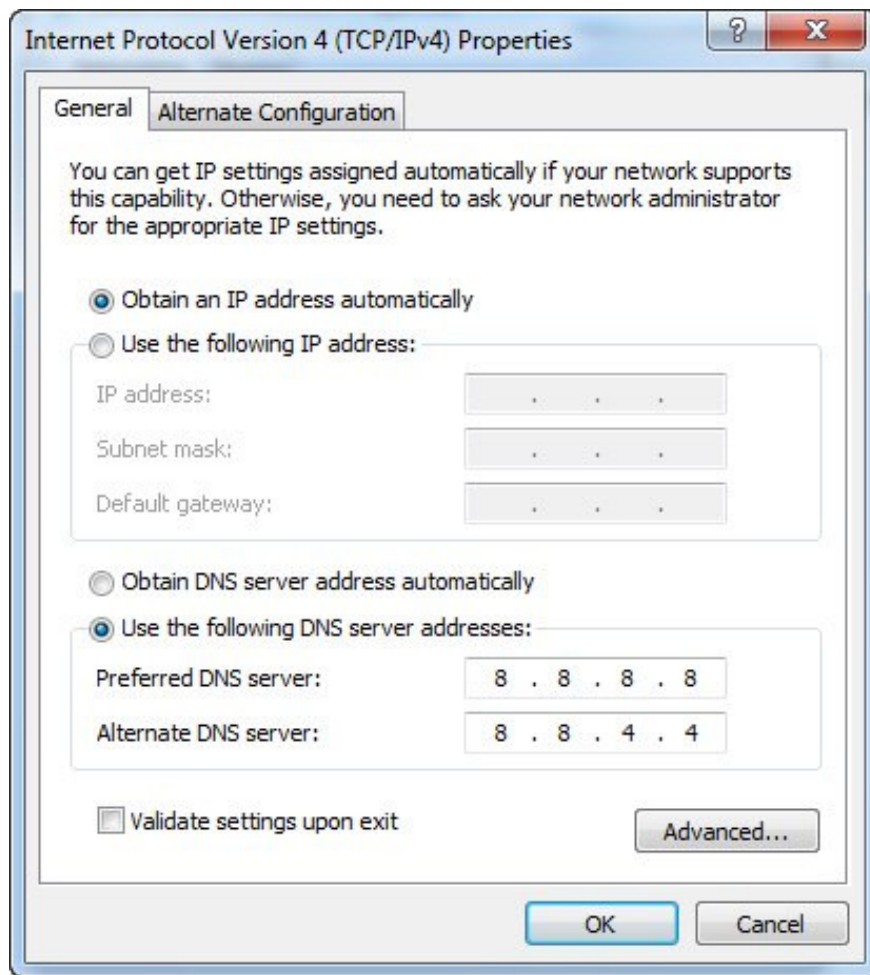 Internet Protocol Version 4 (TCP/IPv4) Properties
General
Alternate Configuration
You can get IP settings assigned automatically if your network supports
this capability. Otherwise, you need to ask your network administrator
for the appropriate IP settings.
Obtain an IP address automatically
Use the following IP address:
IP address: . . .
Subnet mask: . . .
Default gateway: . . .
Obtain DNS server address automatically
Use the following DNS server addresses:
Preferred DNS server: 8 . 8 . 8 . 8
Alternate DNS server: 8 . 8 . 4 . 4
Validate settings upon exit
Advanced...
OK
Cancel